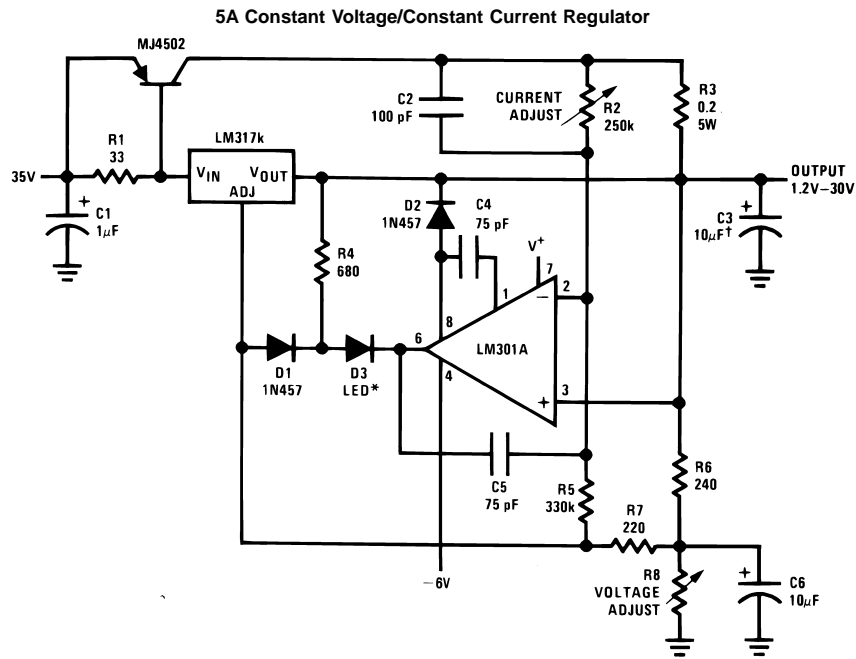 5A Constant Voltage/Constant Current Regulator
MJ4502
C2
100 pF
CURRENT
ADJUST
R2
250k
R3
0.2
5W
R1
33
LM317k
35V
VIN
VOUT
ADJ
OUTPUT
1.2V–30V
C1
1μF
R4
680
D2
1N457
C4
75 pF
C3
10μF†
V+
7
1
2
−
8
6
LM301A
4
3
+
D1
1N457
D3
LED*
C5
75 pF
R5
330k
R6
240
R7
220
−6V
R8
VOLTAGE
ADJUST
C6
10μF